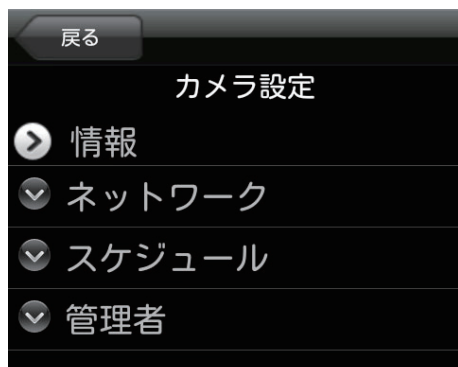 戻る
カメラ設定
情報
ネットワーク
スケジュール
管理者